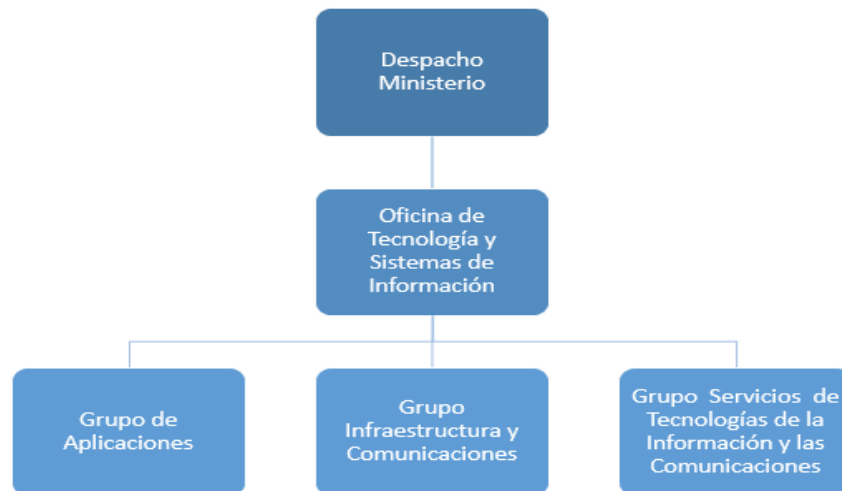 Despacho
Ministerio
Oficina de
Tecnología y
Sistemas de
Información
Grupo de
Aplicaciones
Grupo
Infraestructura y
Comunicaciones
Grupo Servicios de
Tecnologías de la
Información y las
Comunicaciones